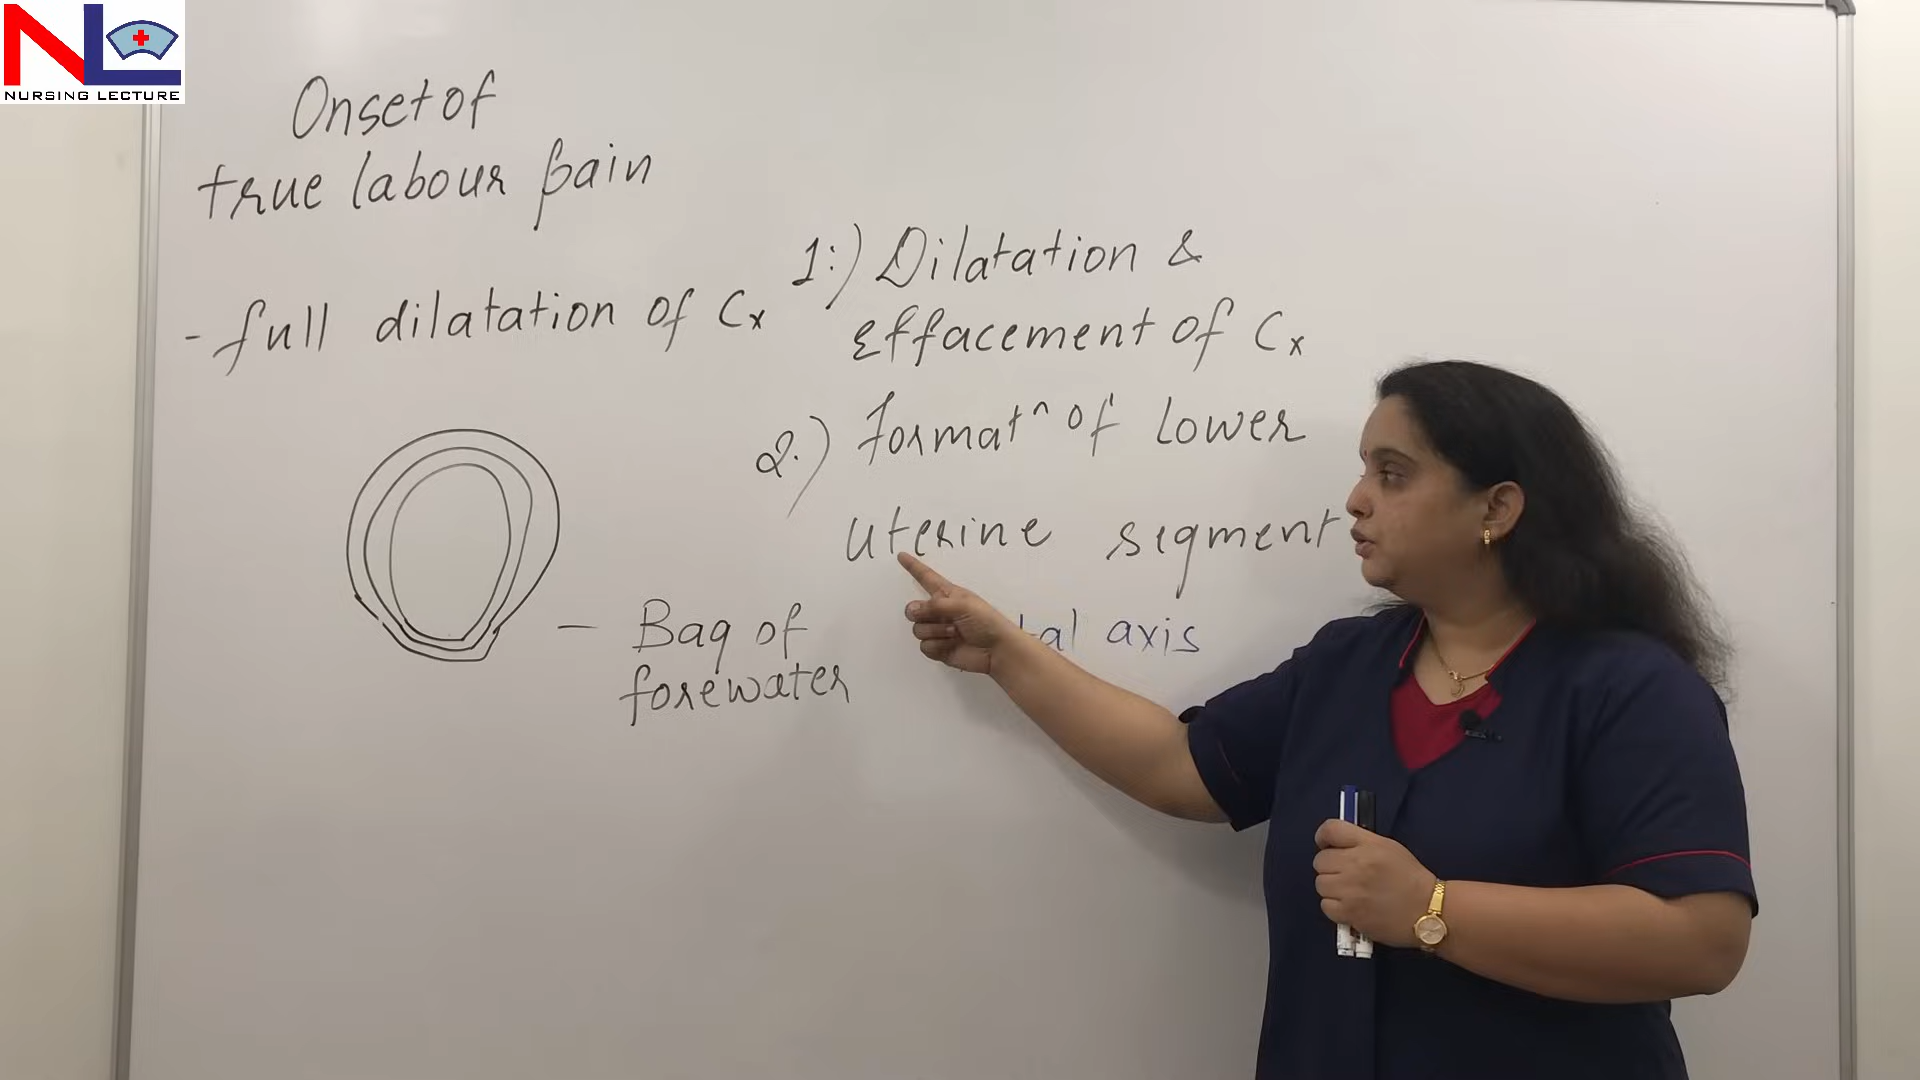 NL
NURSING LECTURE
Onset of
true labour pain
- full dilatation of Cx
1:) Dilatation &
Effacement of Cx
2.) Format^n of Lower
Uterine segment
axis
— Bag of
forewater